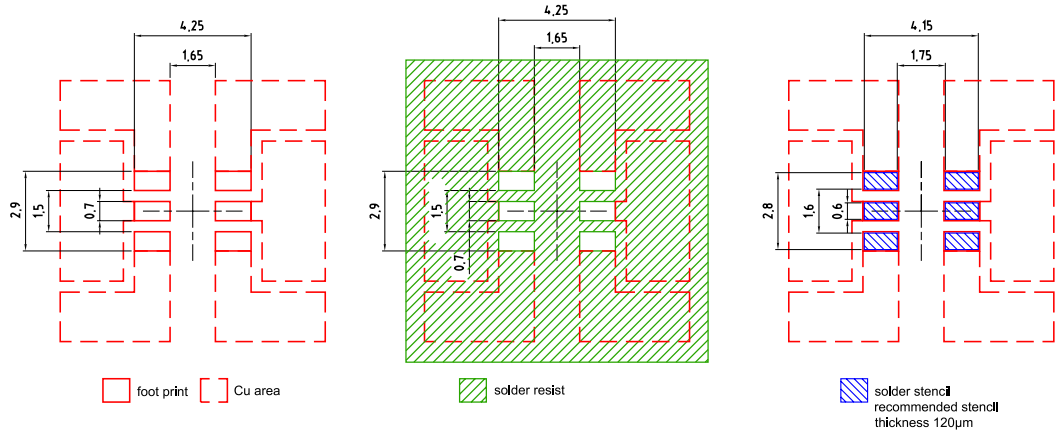 4.25
1.65
2.9
1.5
0.7
4.25
1.65
2.9
1.5
0.7
4.15
1.75
2.8
1.6
0.6
foot print
Cu area
solder resist
solder stencil
recommended stencil
thickness 120µm